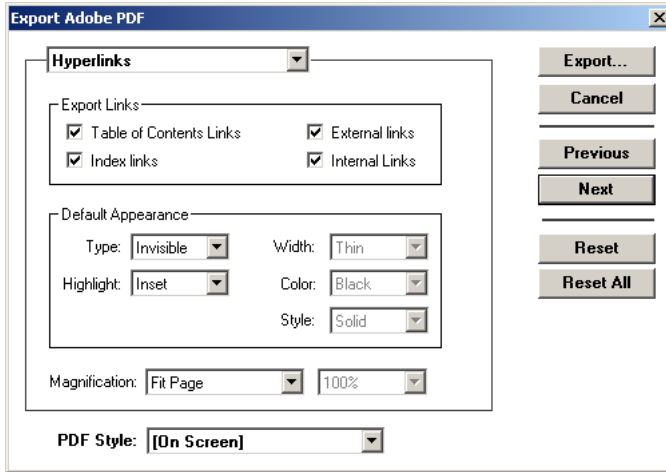 Export Adobe PDF
Hyperlinks
Export...
Cancel
Export Links
Table of Contents Links
External links
Index links
Internal Links
Previous
Next
Default Appearance
Type: Invisible
Width: Thin
Reset
Highlight: Inset
Color: Black
Reset All
Style: Solid
Magnification: Fit Page
100%
PDF Style: [On Screen]